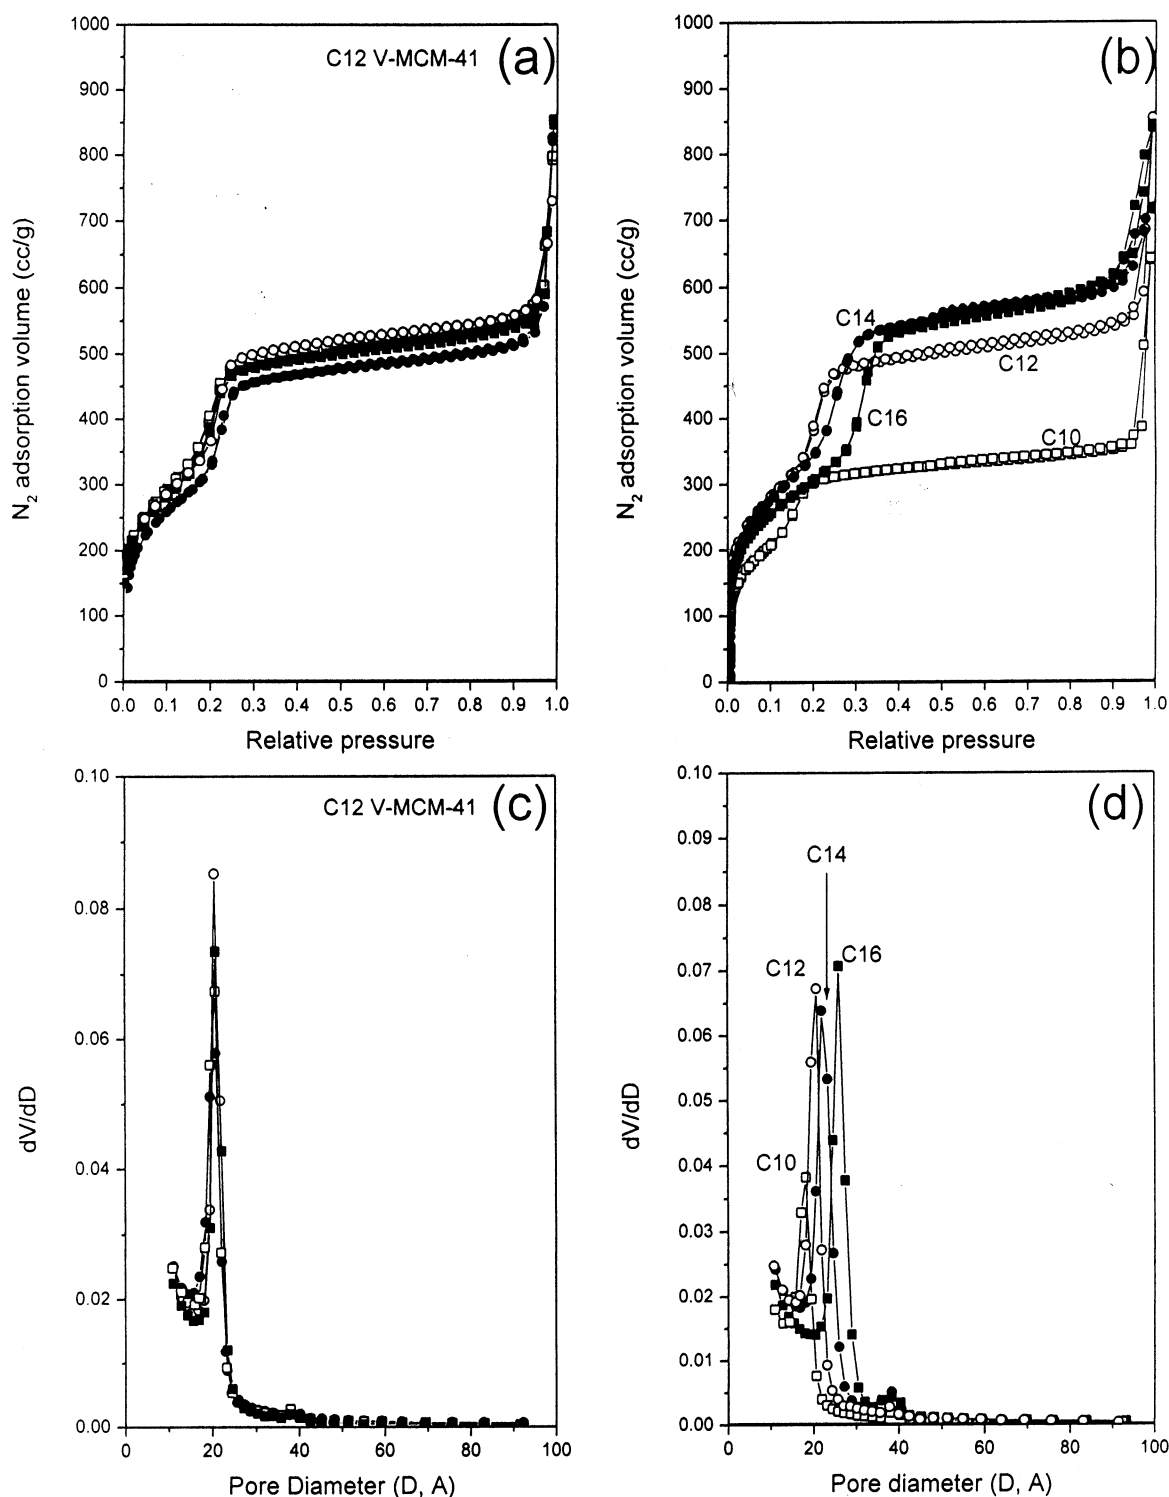 C12 V-MCM-41 (a)
1000
900
800
700
600
500
400
300
200
100
0
N2 adsorption volume (cc/g)
0.0 0.1 0.2 0.3 0.4 0.5 0.6 0.7 0.8 0.9 1.0
Relative pressure
(b)
1000
900
800
700
600
500
400
300
200
100
0
N2 adsorption volume (cc/g)
C14
C12
C16
C10
0.0 0.1 0.2 0.3 0.4 0.5 0.6 0.7 0.8 0.9 1.0
Relative pressure
C12 V-MCM-41 (c)
0.10
0.08
0.06
0.04
0.02
0.00
dV/dD
0 20 40 60 80 100
Pore Diameter (D, A)
(d)
0.10
0.09
0.08
0.07
0.06
0.05
0.04
0.03
0.02
0.01
0.00
dV/dD
C14
C16
C12
C10
0 20 40 60 80 100
Pore diameter (D, A)